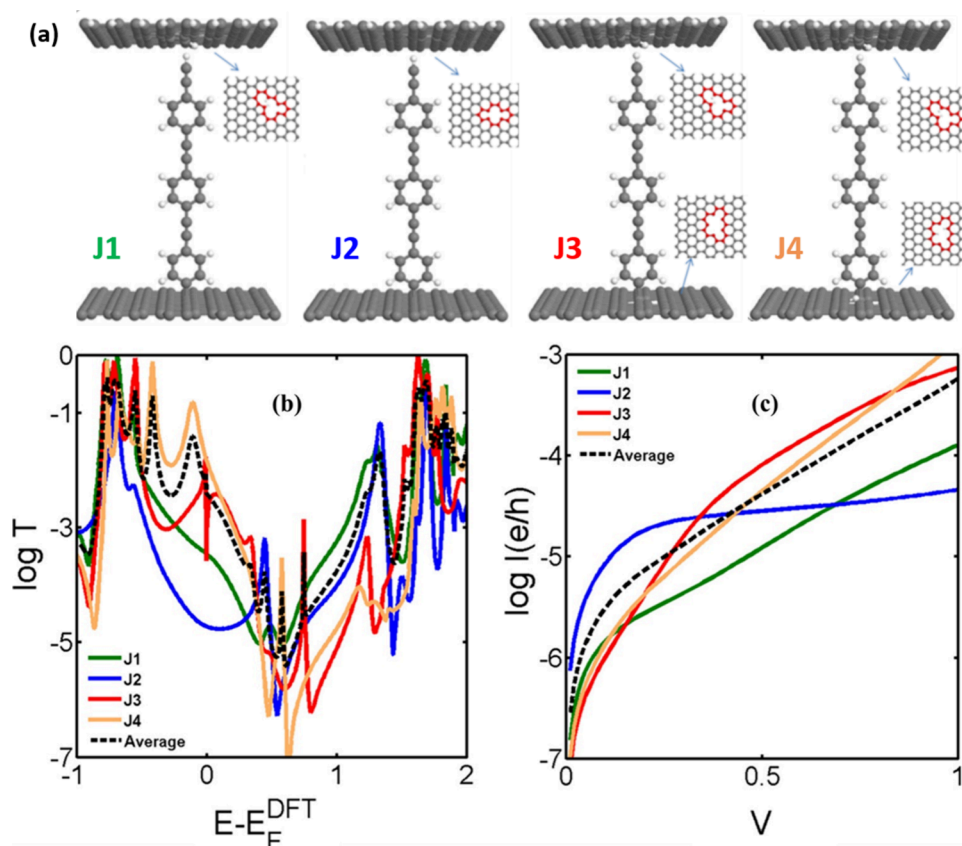 (a)
J1
J2
J3
J4
0
-1
-3
-5
-7
log T
(b)
J1
J2
J3
J4
Average
-1
0
1
2
E-E_F^DFT
-3
-4
-5
-6
-7
log I(e/h)
J1
J2
J3
J4
Average
(c)
0
0.5
1
V